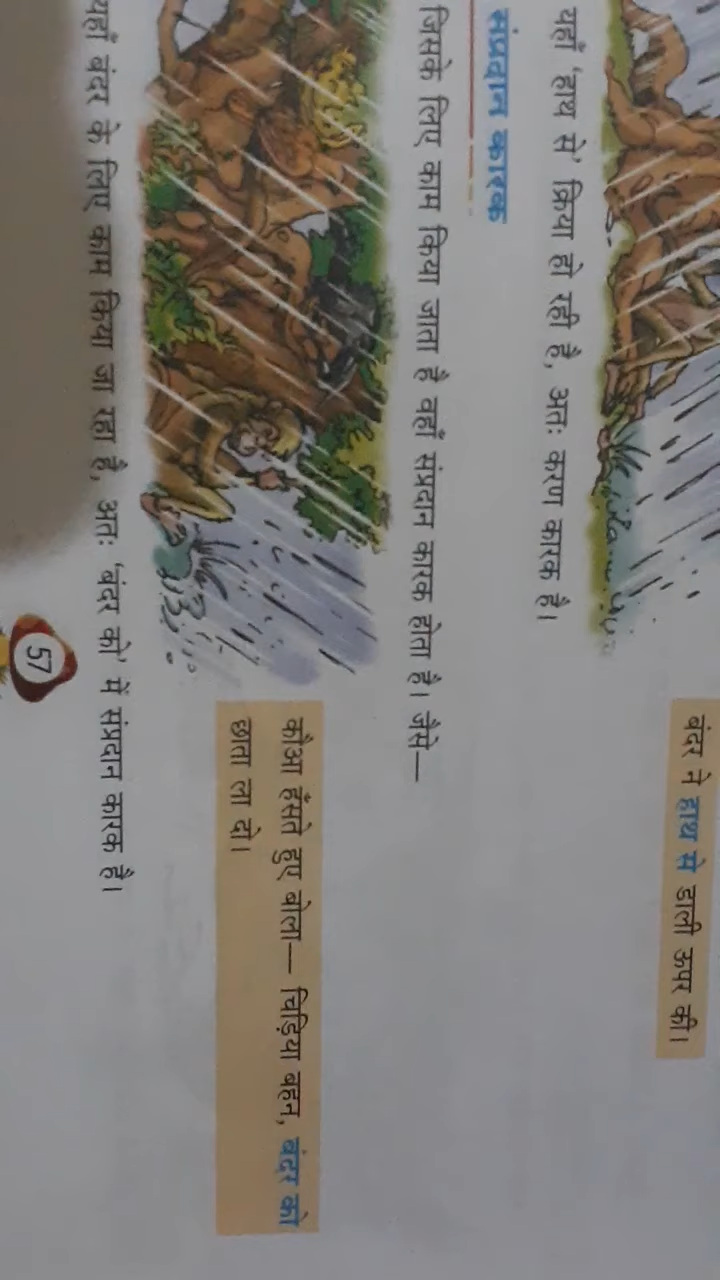 बंदर ने हाथ से डाली ऊपर की।
यहाँ 'हाथ से' क्रिया हो रही है, अतः करण कारक है।
संप्रदान कारक
जिसके लिए काम किया जाता है वहाँ संप्रदान कारक होता है। जैसे—
कौआ हंसते हुए बोला— चिड़िया बहन, बंदर को
छाता ला दो।
यहाँ बंदर के लिए काम किया जा रहा है, अतः 'बंदर को' में संप्रदान कारक है।
57